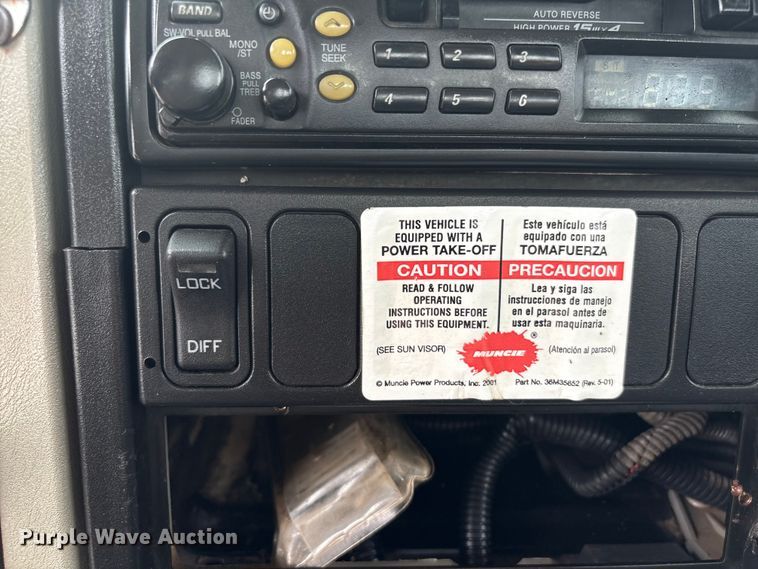 BAND
AUTO REVERSE
HIGH POWER 15W X 4
SW-VOL PULL BAL
MONO
/ST
TUNE
SEEK
BASS
PULL
TREB
FADER
1 2 3
4 5 6
LOCK
DIFF
THIS VEHICLE IS
EQUIPPED WITH A
POWER TAKE-OFF
CAUTION
READ & FOLLOW
OPERATING
INSTRUCTIONS BEFORE
USING THIS EQUIPMENT.
(SEE SUN VISOR)
Este vehículo está
equipado con una
TOMAFUERZA
PRECAUCION
Lea y siga las
instrucciones de manejo
en el parasol antes de
usar esta maquinaria.
(Atención al parasol)
MUNCIE ®
© Muncie Power Products, Inc. 2001
Part No. 36M35652 (Rev. 5-01)
Purple Wave Auction